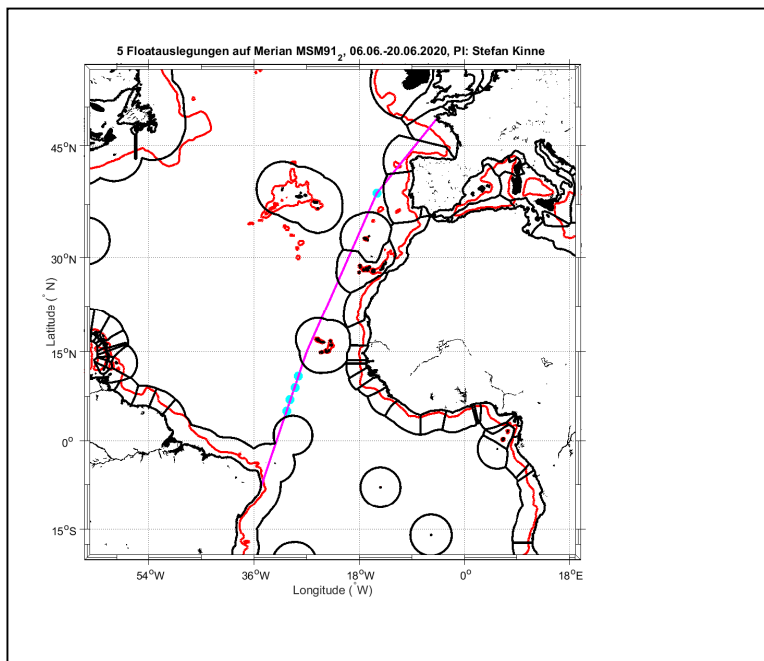 5 Floatauslegungen auf Merian MSM91₂, 06.06.-20.06.2020, PI: Stefan Kinne
45°N
30°N
15°N
0°
15°S
Latitude (° N)
54°W
36°W
18°W
0°
18°E
Longitude (°W)